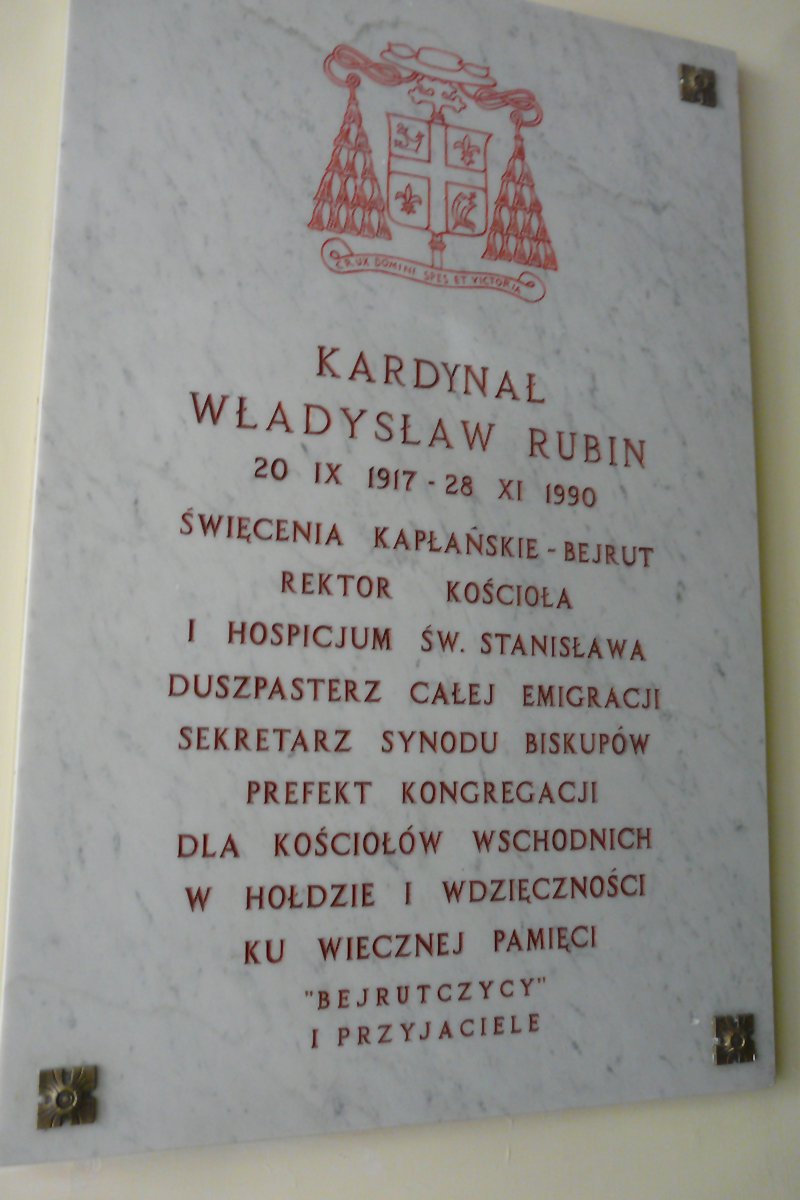 CRUX DOMINI SPES ET VICTORIA
KARDYNAŁ
WŁADYSŁAW RUBIN
20 IX 1917 - 28 XI 1990
ŚWIĘCENIA KAPŁAŃSKIE - BEJRUT
REKTOR KOŚCIOŁA
I HOSPICJUM ŚW. STANISŁAWA
DUSZPASTERZ CAŁEJ EMIGRACJI
SEKRETARZ SYNODU BISKUPÓW
PREFEKT KONGREGACJI
DLA KOŚCIOŁÓW WSCHODNICH
W HOŁDZIE I WDZIĘCZNOŚCI
KU WIECZNEJ PAMIĘCI
"BEJRUTCZYCY"
I PRZYJACIELE